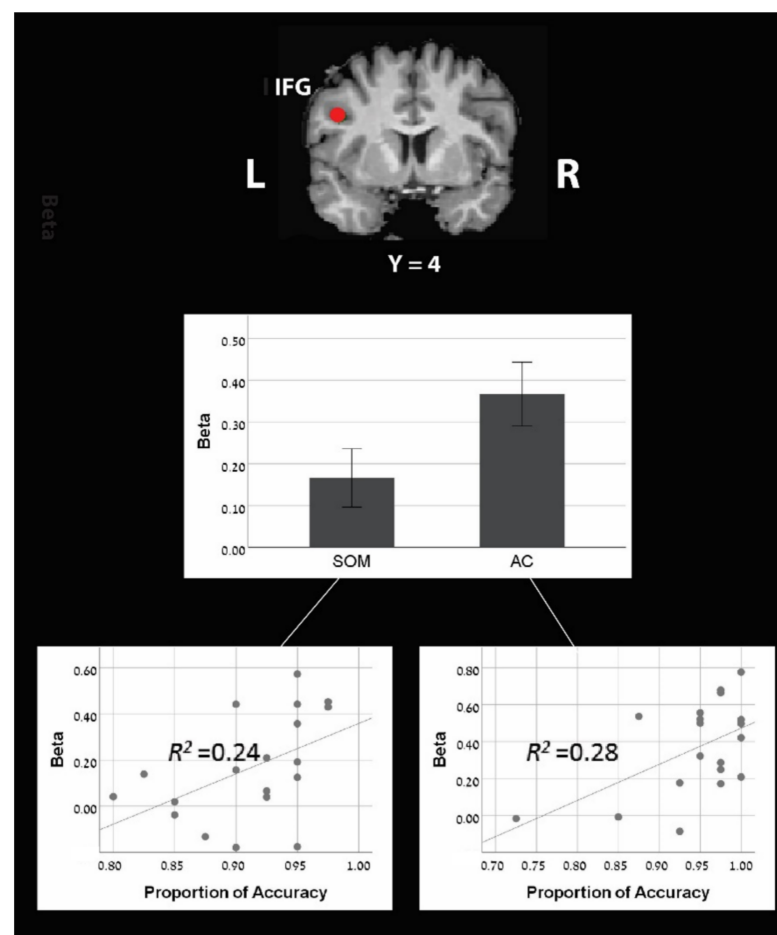 IFG
L
R
Beta
Y = 4
0.50
0.40
0.30
0.20
0.10
0.00
Beta
SOM
AC
0.60
0.40
0.20
0.00
Beta
R² =0.24
0.80 0.85 0.90 0.95 1.00
Proportion of Accuracy
0.80
0.60
0.40
0.20
0.00
Beta
R² =0.28
0.70 0.75 0.80 0.85 0.90 0.95 1.00
Proportion of Accuracy